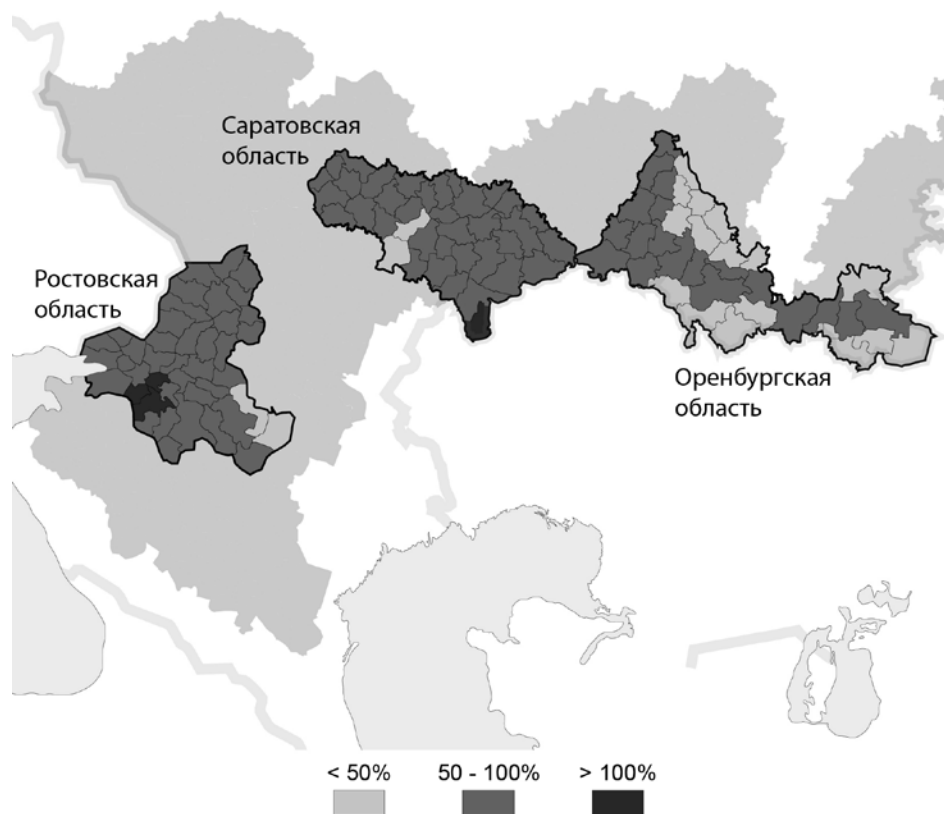 Саратовская
область
Ростовская
область
Оренбургская
область
< 50%
50 - 100%
> 100%